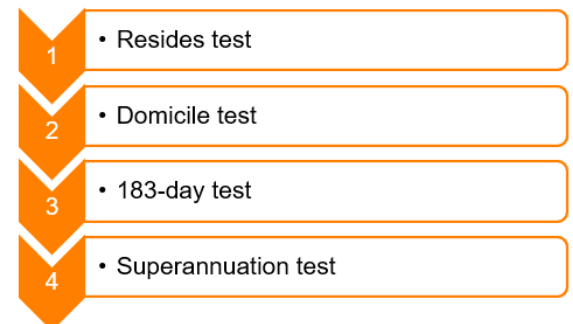 1 • Resides test
2 • Domicile test
3 • 183-day test
4 • Superannuation test